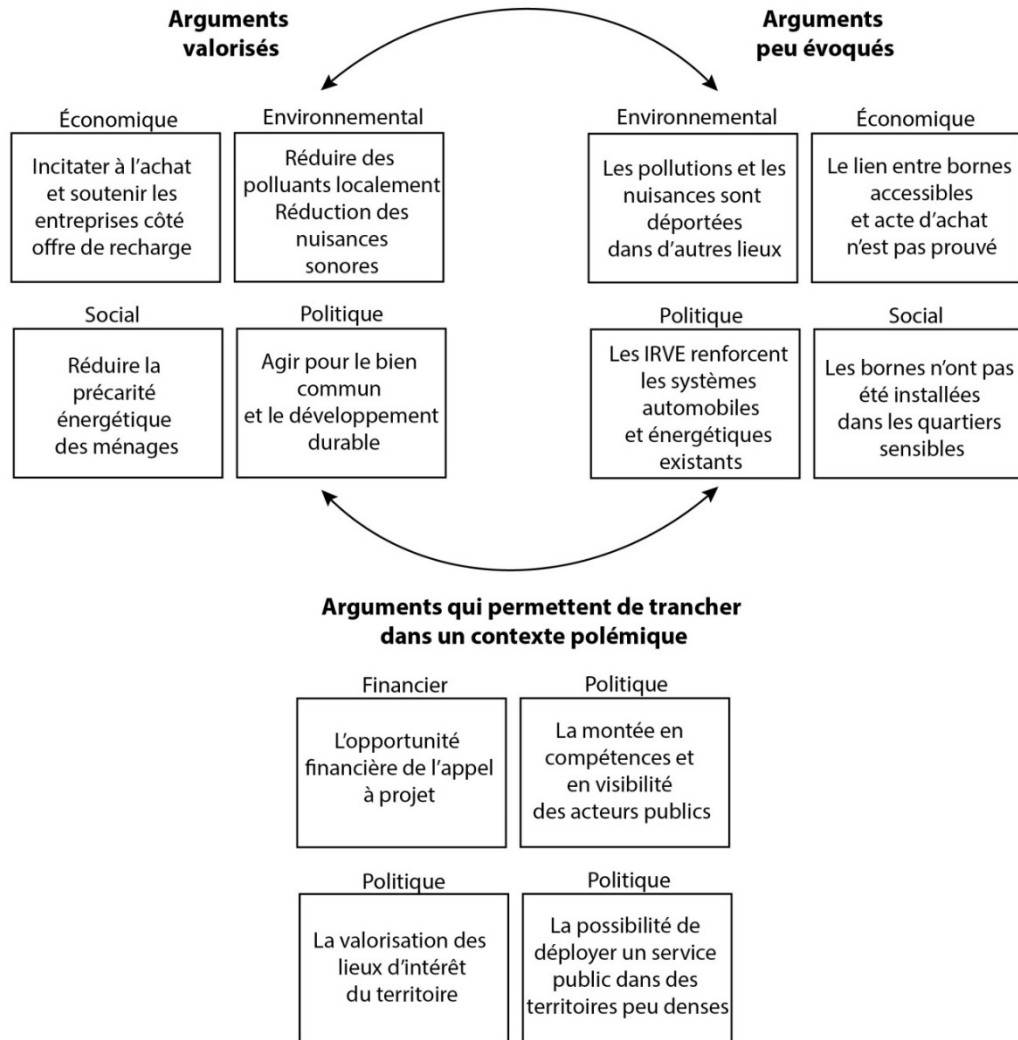 Arguments
valorisés
Arguments
peu évoqués
Économique
Incitater à l'achat
et soutenir les
entreprises côté
offre de recharge
Environnemental
Réduire des
polluants localement
Réduction des
nuisances
sonores
Environnemental
Les pollutions et les
nuisances sont
déportées
dans d'autres lieux
Économique
Le lien entre bornes
accessibles
et acte d'achat
n'est pas prouvé
Social
Réduire la
précarité
énergétique
des ménages
Politique
Agir pour le bien
commun
et le développement
durable
Politique
Les IRVE renforcent
les systèmes
automobiles
et énergétiques
existants
Social
Les bornes n'ont pas
été installées
dans les quartiers
sensibles
Arguments qui permettent de trancher
dans un contexte polémique
Financier
L'opportunité
financière de l'appel
à projet
Politique
La montée en
compétences et
en visibilité
des acteurs publics
Politique
La valorisation des
lieux d'intérêt
du territoire
Politique
La possibilité de
déployer un service
public dans des
territoires peu denses